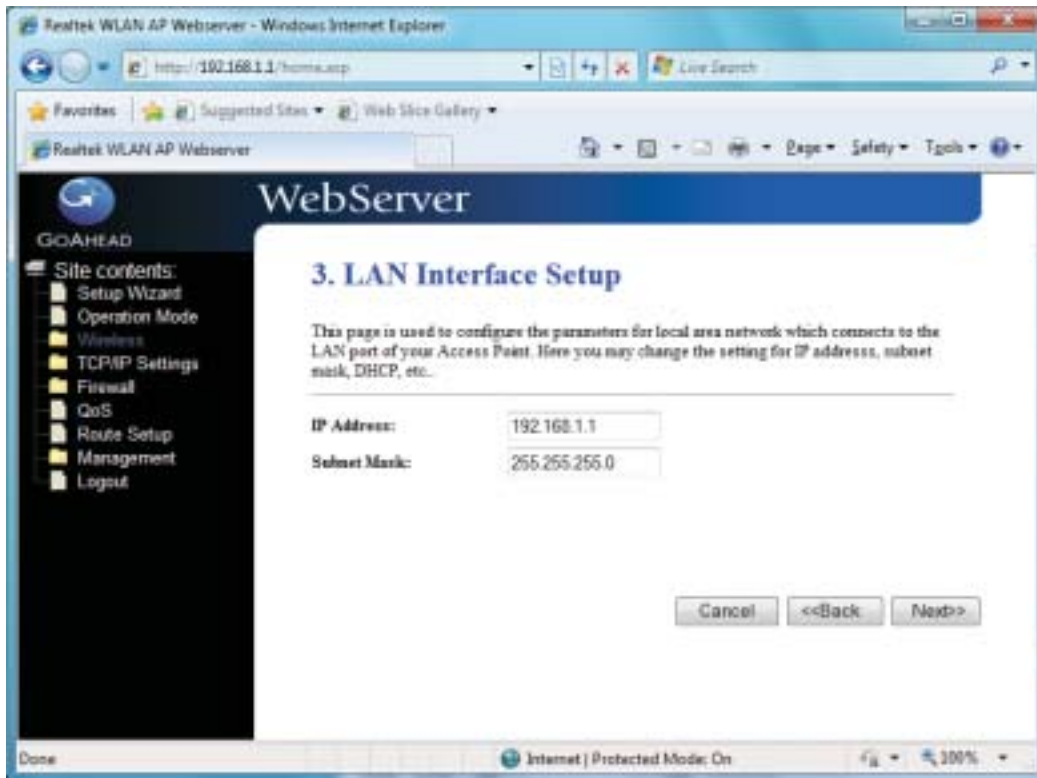 Realtek WLAN AP Webserver - Windows Internet Explorer
http://192.168.1.1/home.asp
Live Search
Favorites
Suggested Sites
Web Slice Gallery
Realtek WLAN AP Webserver
Page
Safety
Tools
GOAHEAD
WebServer
Site contents:
Setup Wizard
Operation Mode
Wireless
TCP/IP Settings
Firewall
QoS
Route Setup
Management
Logout
3. LAN Interface Setup
This page is used to configure the parameters for local area network which connects to the
LAN port of your Access Point. Here you may change the setting for IP addresss, subnet
mask, DHCP, etc..
IP Address: 192.168.1.1
Subnet Mask: 255.255.255.0
Cancel
<<Back
Next>>
Done
Internet | Protected Mode: On
100%